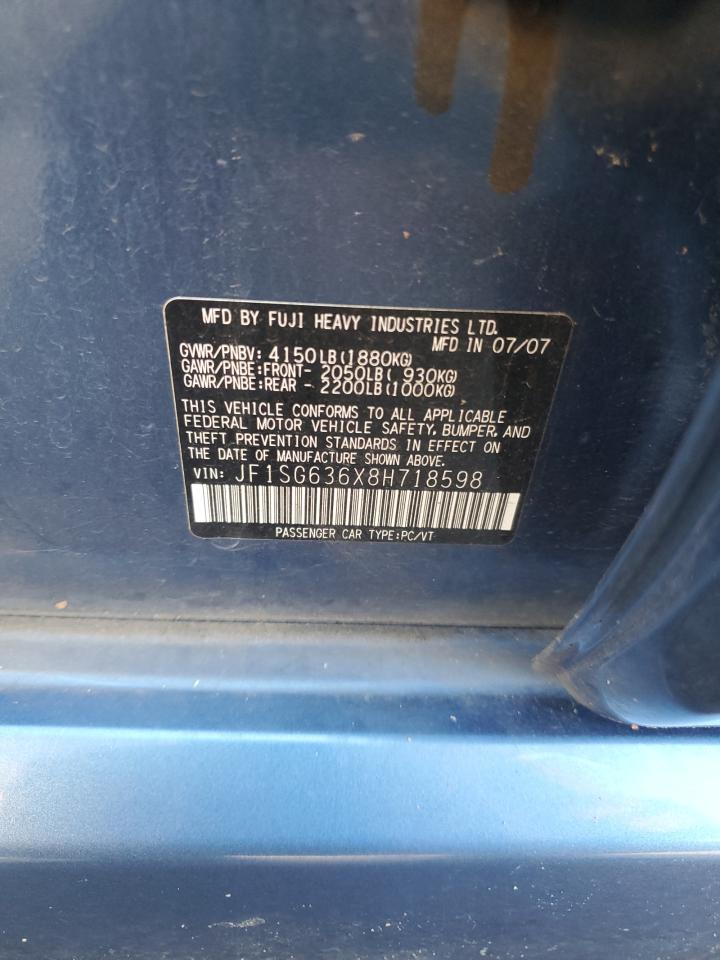 MFD BY FUJI HEAVY INDUSTRIES LTD.
MFD IN 07/07
GVWR/PNBV: 4150LB(1880KG)
GAWR/PNBE:FRONT- 2050LB( 930KG)
GAWR/PNBE:REAR - 2200LB(1000KG)
THIS VEHICLE CONFORMS TO ALL APPLICABLE
FEDERAL MOTOR VEHICLE SAFETY, BUMPER, AND
THEFT PREVENTION STANDARDS IN EFFECT ON
THE DATE OF MANUFACTURE SHOWN ABOVE.
VIN: JF1SG636X8H718598
PASSENGER CAR TYPE:PC/VT